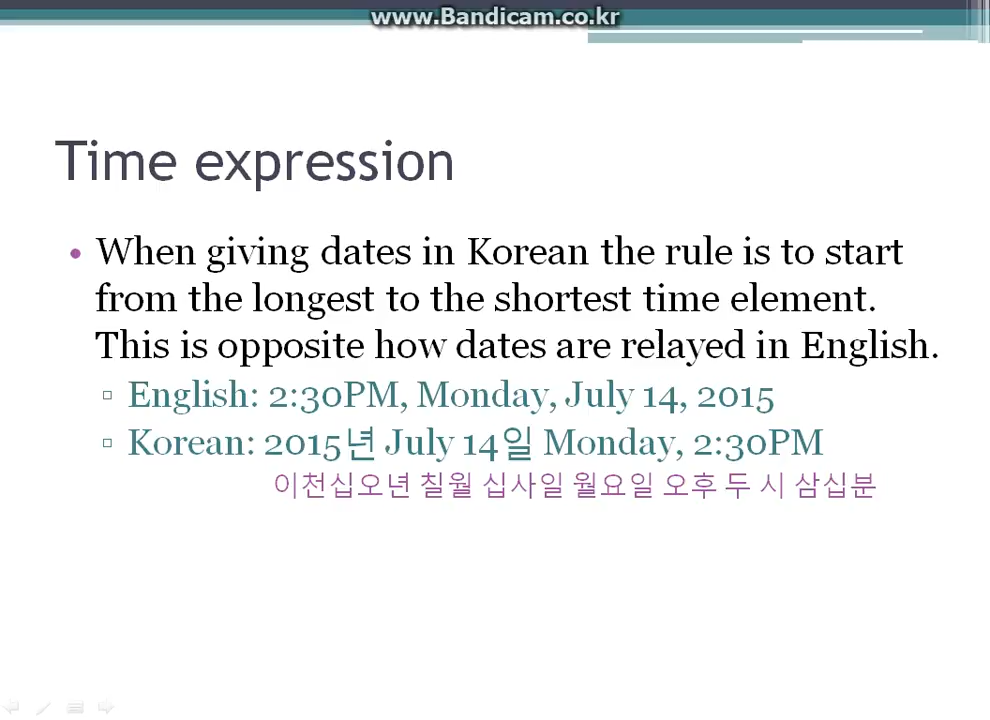 www.Bandicam.co.kr
Time expression
• When giving dates in Korean the rule is to start
from the longest to the shortest time element.
This is opposite how dates are relayed in English.
▫ English: 2:30PM, Monday, July 14, 2015
▫ Korean: 2015년 July 14일 Monday, 2:30PM
이천십오년 칠월 십사일 월요일 오후 두 시 삼십분